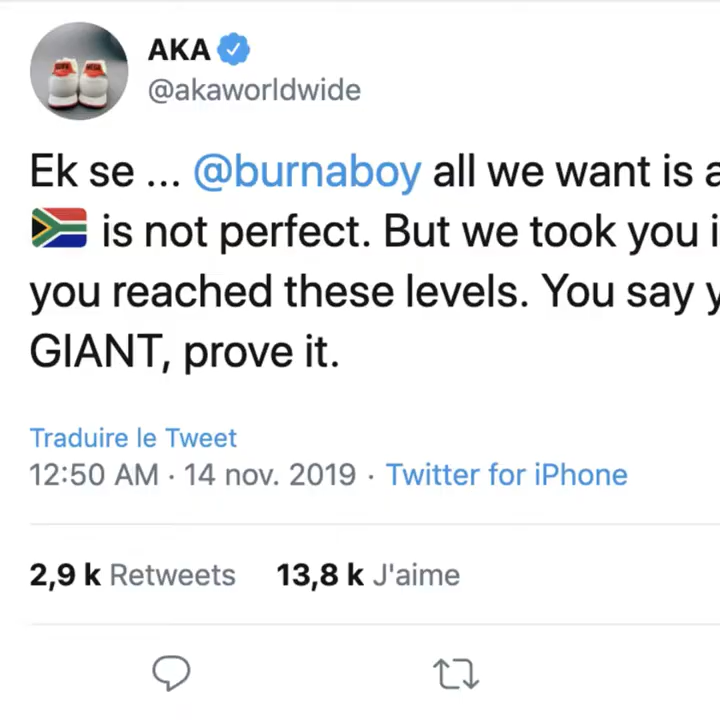 AKA
@akaworldwide
Ek se ... @burnaboy all we want is a
is not perfect. But we took you i
you reached these levels. You say y
GIANT, prove it.
Traduire le Tweet
12:50 AM · 14 nov. 2019 · Twitter for iPhone
2,9 k Retweets 13,8 k J'aime